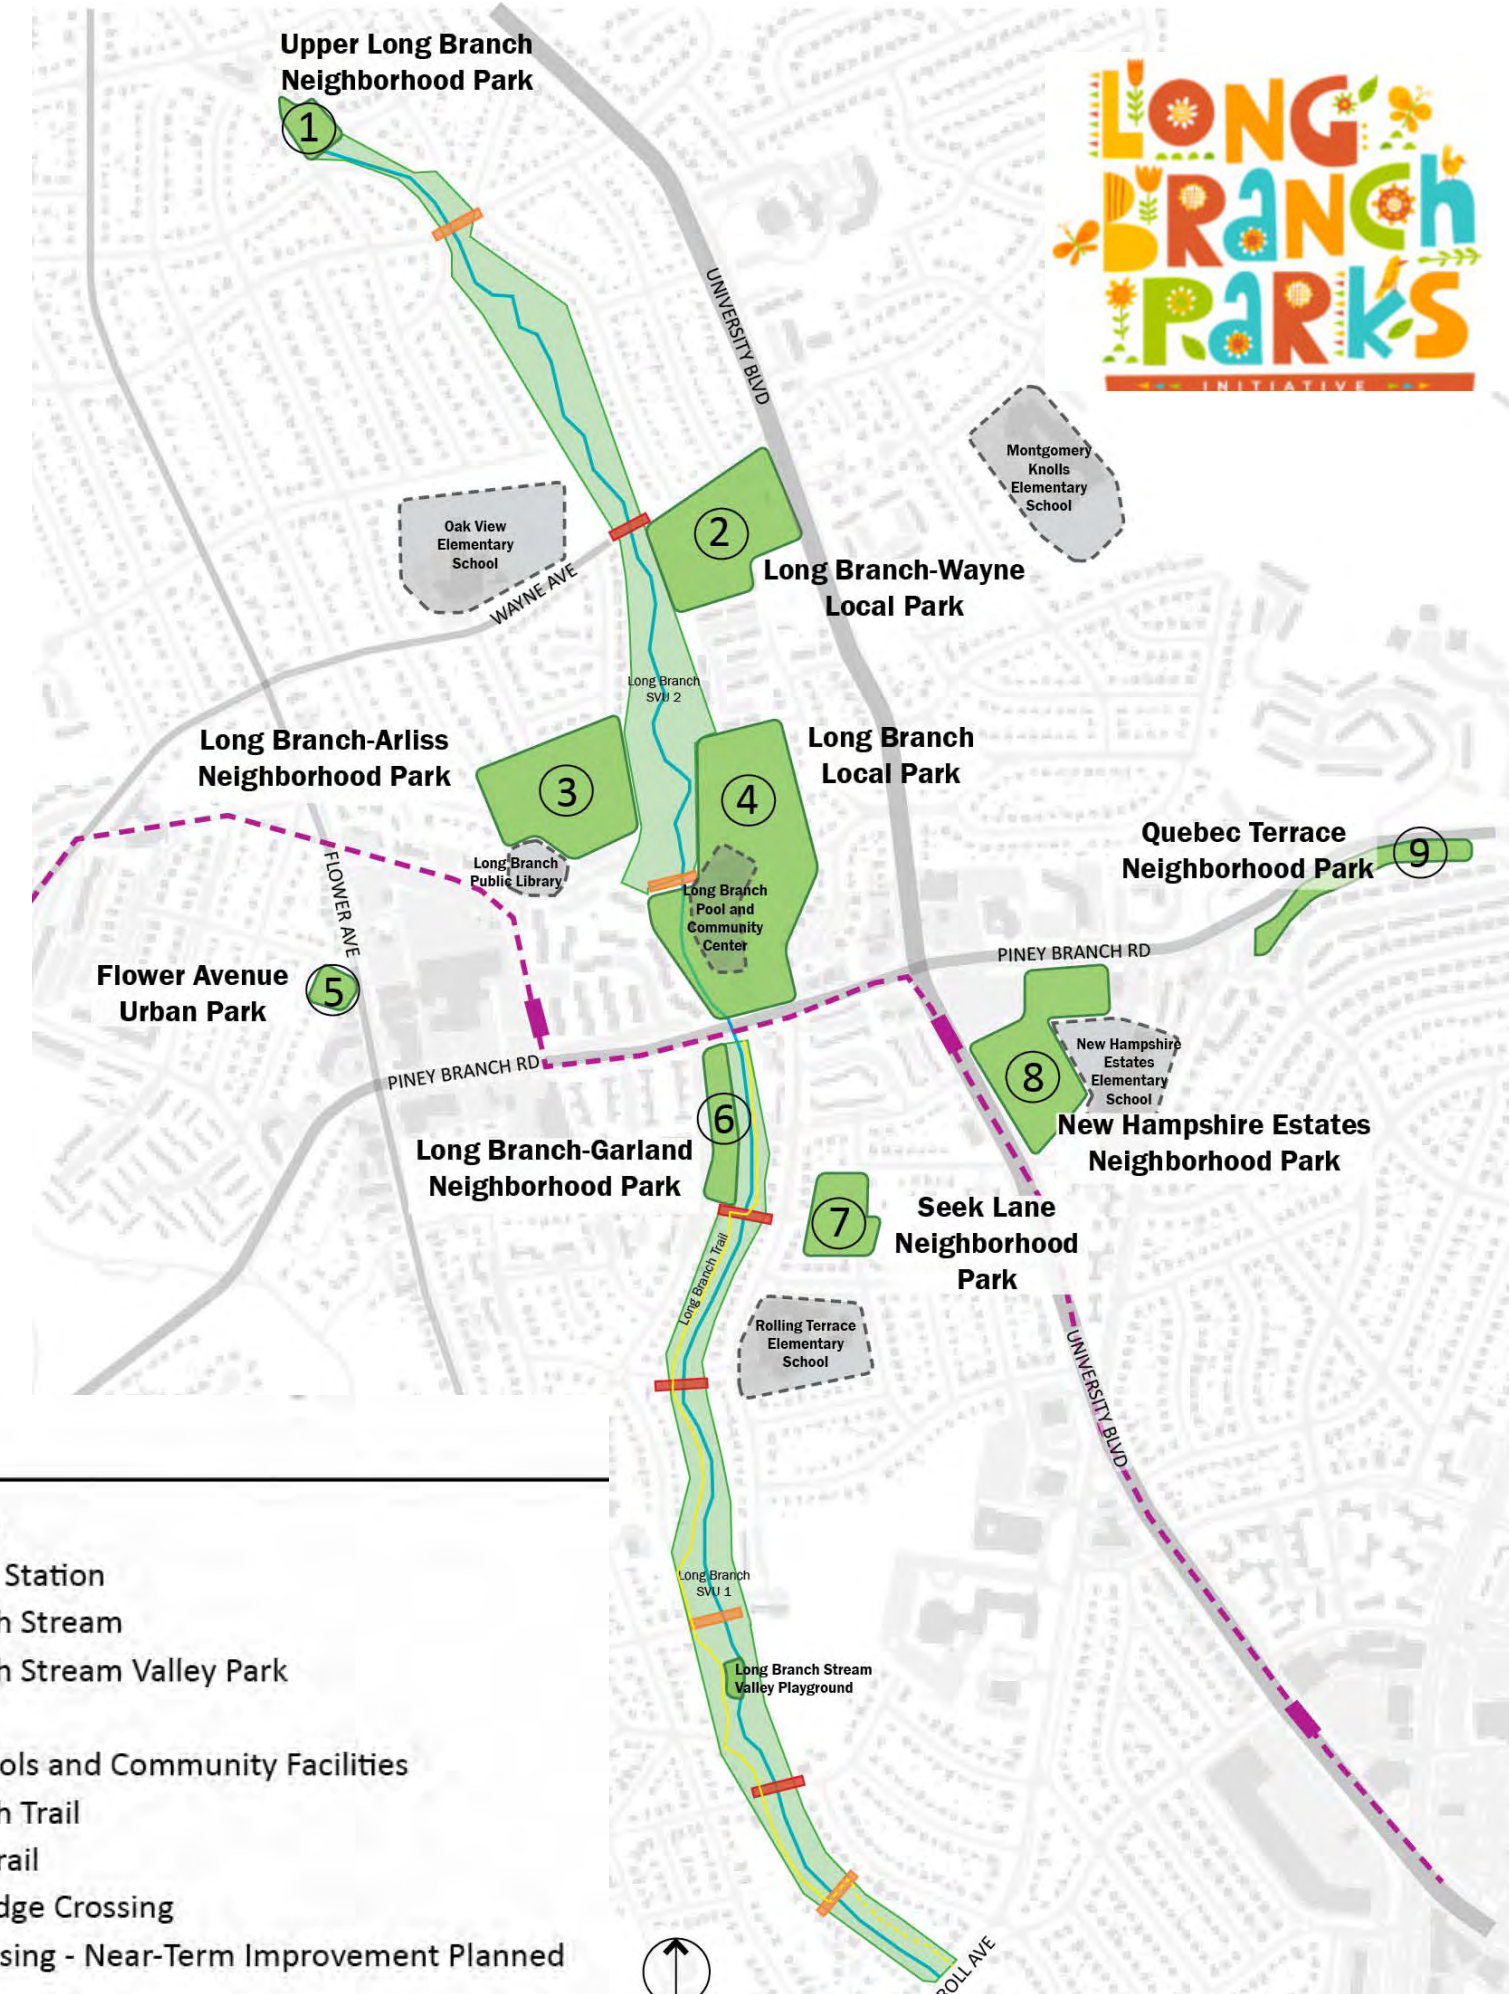 Upper Long Branch
Neighborhood Park
1
LONG
BRANCH
PARKS
INITIATIVE
UNIVERSITY BLVD
Montgomery
Knolls
Elementary
School
Oak View
Elementary
School
WAYNE AVE
2
Long Branch-Wayne
Local Park
Long Branch
SVU 2
Long Branch-Arliss
Neighborhood Park
3
Long Branch
Public Library
Long Branch
Local Park
4
Long Branch
Pool and
Community
Center
Quebec Terrace
Neighborhood Park
9
FLOWER AVE
Flower Avenue
Urban Park
5
PINEY BRANCH RD
PINEY BRANCH RD
New Hampshire
Estates
Elementary
School
8
New Hampshire Estates
Neighborhood Park
6
Long Branch-Garland
Neighborhood Park
7
Seek Lane
Neighborhood
Park
Long Branch Trail
Rolling Terrace
Elementary
School
UNIVERSITY BLVD
Long Branch
SVU 1
Long Branch Stream
Valley Playground
ROLL AVE
Station
h Stream
h Stream Valley Park
ols and Community Facilities
h Trail
rail
dge Crossing
sing - Near-Term Improvement Planned